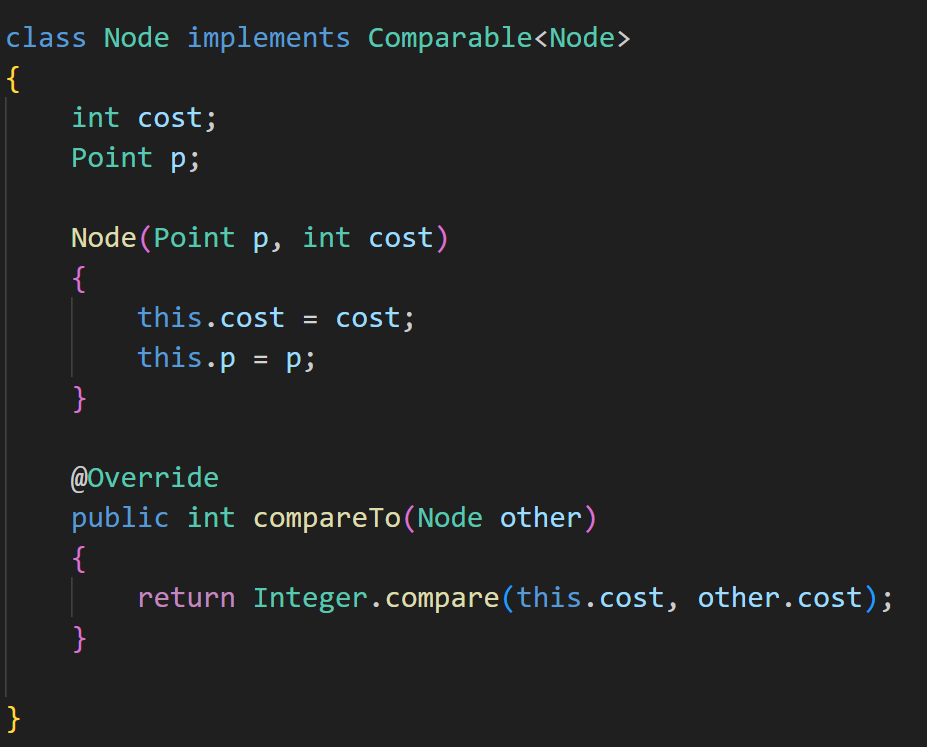 class Node implements Comparable<Node>
{
    int cost;
    Point p;

    Node(Point p, int cost)
    {
        this.cost = cost;
        this.p = p;
    }

    @Override
    public int compareTo(Node other)
    {
        return Integer.compare(this.cost, other.cost);
    }

}